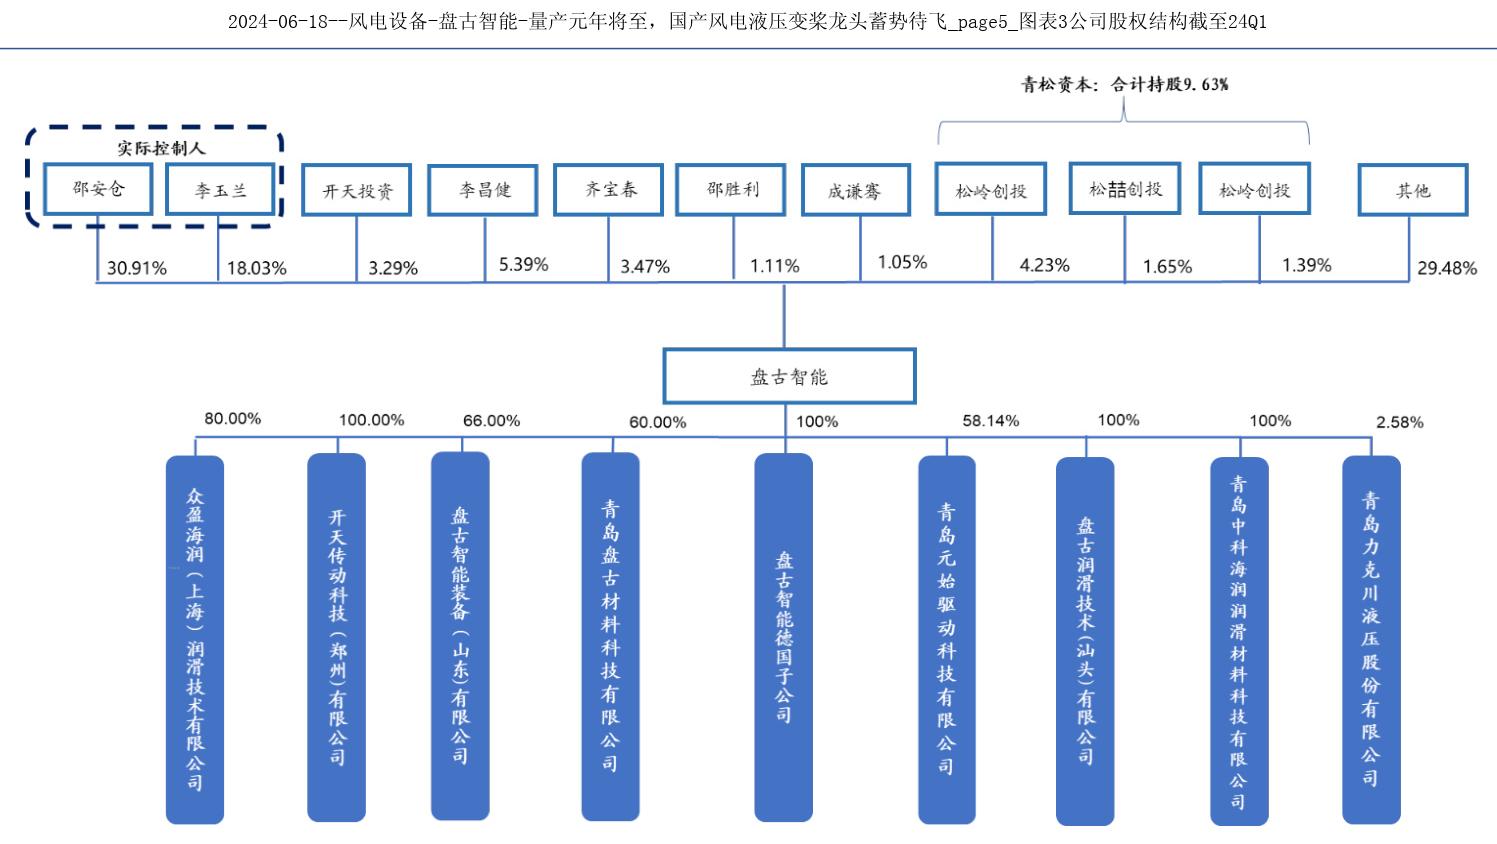 2024-06-18--风电设备-盘古智能-量产元年将至，国产风电液压变桨龙头蓄势待飞_page5_图表3公司股权结构截至24Q1
青松资本：合计持股9.63%
实际控制人
邵安仓
李玉兰
开天投资
李昌健
齐宝春
邵胜利
成谦骞
松岭创投
松喆创投
松岭创投
其他
30.91%
18.03%
3.29%
5.39%
3.47%
1.11%
1.05%
4.23%
1.65%
1.39%
29.48%
盘古智能
80.00%
100.00%
66.00%
60.00%
100%
58.14%
100%
100%
2.58%
众盈海润（上海）润滑技术有限公司
开天传动科技（郑州）有限公司
盘古智能装备（山东）有限公司
青岛盘古材料科技有限公司
盘古智能德国子公司
青岛元始驱动科技有限公司
盘古润滑技术（汕头）有限公司
青岛中科海润润滑材料科技有限公司
青岛力克川液压股份有限公司